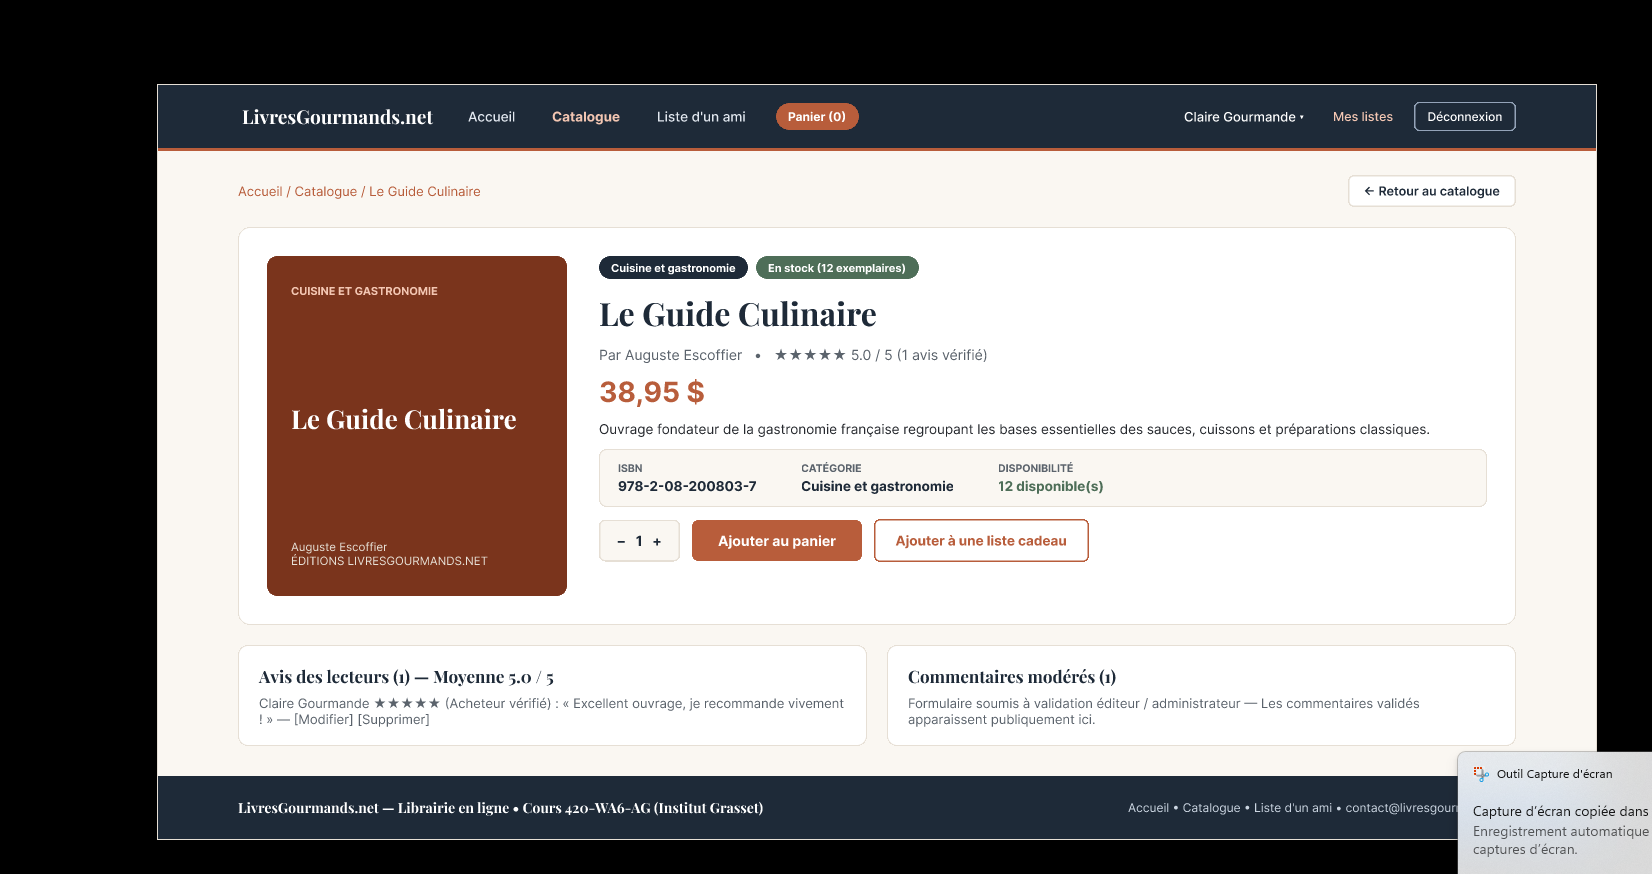 LivresGourmands.net Accueil Catalogue Liste d'un ami Panier (0) Claire Gourmande ▾ Mes listes Déconnexion
Accueil / Catalogue / Le Guide Culinaire ← Retour au catalogue
CUISINE ET GASTRONOMIE
Le Guide Culinaire
Auguste Escoffier
ÉDITIONS LIVRESGOURMANDS.NET
Cuisine et gastronomie En stock (12 exemplaires)
Le Guide Culinaire
Par Auguste Escoffier • ★★★★★ 5.0 / 5 (1 avis vérifié)
38,95 $
Ouvrage fondateur de la gastronomie française regroupant les bases essentielles des sauces, cuissons et préparations classiques.
ISBN CATÉGORIE DISPONIBILITÉ
978-2-08-200803-7 Cuisine et gastronomie 12 disponible(s)
− 1 + Ajouter au panier Ajouter à une liste cadeau
Avis des lecteurs (1) — Moyenne 5.0 / 5
Claire Gourmande ★★★★★ (Acheteur vérifié) : « Excellent ouvrage, je recommande vivement
! » — [Modifier] [Supprimer]
Commentaires modérés (1)
Formulaire soumis à validation éditeur / administrateur — Les commentaires validés
apparaissent publiquement ici.
LivresGourmands.net — Librairie en ligne • Cours 420-WA6-AG (Institut Grasset)
Accueil • Catalogue • Liste d'un ami •
Outil Capture d'écran
Capture d'écran copiée dans
Enregistrement automatique
captures d'écran.